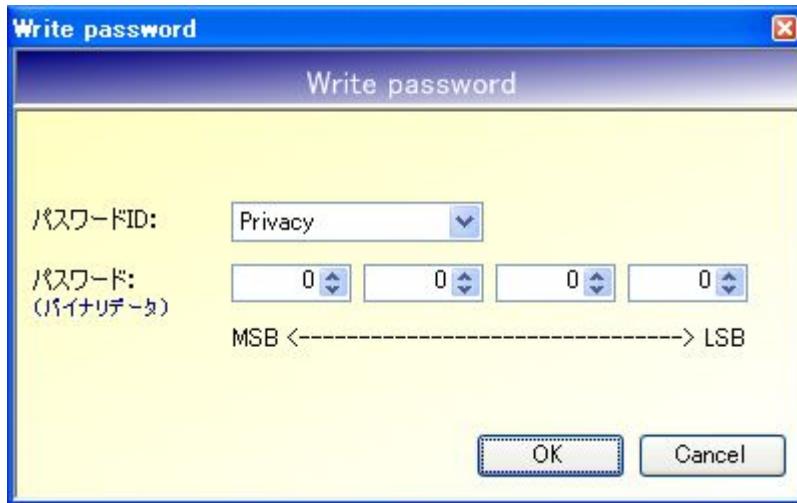 Write password
Write password
パスワードID: Privacy
パスワード: 0 0 0 0
(バイナリデータ)
MSB <--------------------------------> LSB
OK Cancel